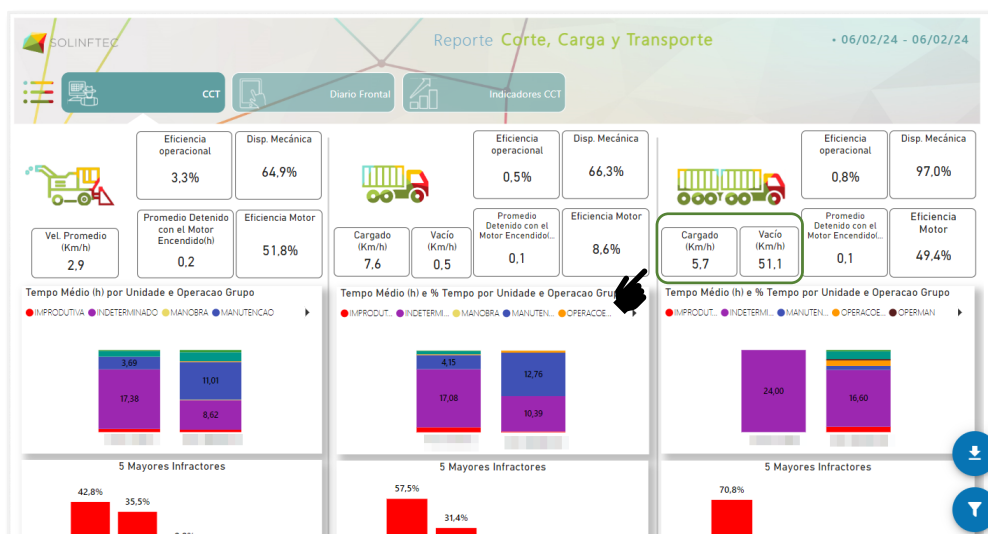 SOLINFTEC
Reporte Corte, Carga y Transporte
• 06/02/24 - 06/02/24
CCT
Diario Frontal
Indicadores CCT
Eficiencia
operacional
3,3%
Disp. Mecánica
64,9%
Vel. Promedio
(Km/h)
2,9
Promedio Detenido
con el Motor
Encendido(h)
0,2
Eficiencia Motor
51,8%
Eficiencia
operacional
0,5%
Disp. Mecánica
66,3%
Cargado
(Km/h)
7,6
Vacío
(Km/h)
0,5
Promedio
Detenido con el
Motor Encendido(...
0,1
Eficiencia Motor
8,6%
Eficiencia
operacional
0,8%
Disp. Mecánica
97,0%
Cargado
(Km/h)
5,7
Vacío
(Km/h)
51,1
Promedio
Detenido con el
Motor Encendido(...
0,1
Eficiencia
Motor
49,4%
Tempo Médio (h) por Unidade e Operacao Grupo
IMPRODUTIVA INDETERMINADO MANOBRA MANUTENCAO
3,69
17,38
11,01
8,62
Tempo Médio (h) e % Tempo por Unidade e Operacao Gru
IMPRODUT... INDETERMI... MANOBRA MANUTEN... OPERACOE...
4,15
17,08
12,76
10,39
Tempo Médio (h) e % Tempo por Unidade e Operacao Grupo
IMPRODUT... INDETERMI... MANUTEN... OPERACOE... OPERMAN
24,00
16,60
5 Mayores Infractores
42,8%
35,5%
5 Mayores Infractores
57,5%
31,4%
5 Mayores Infractores
70,8%